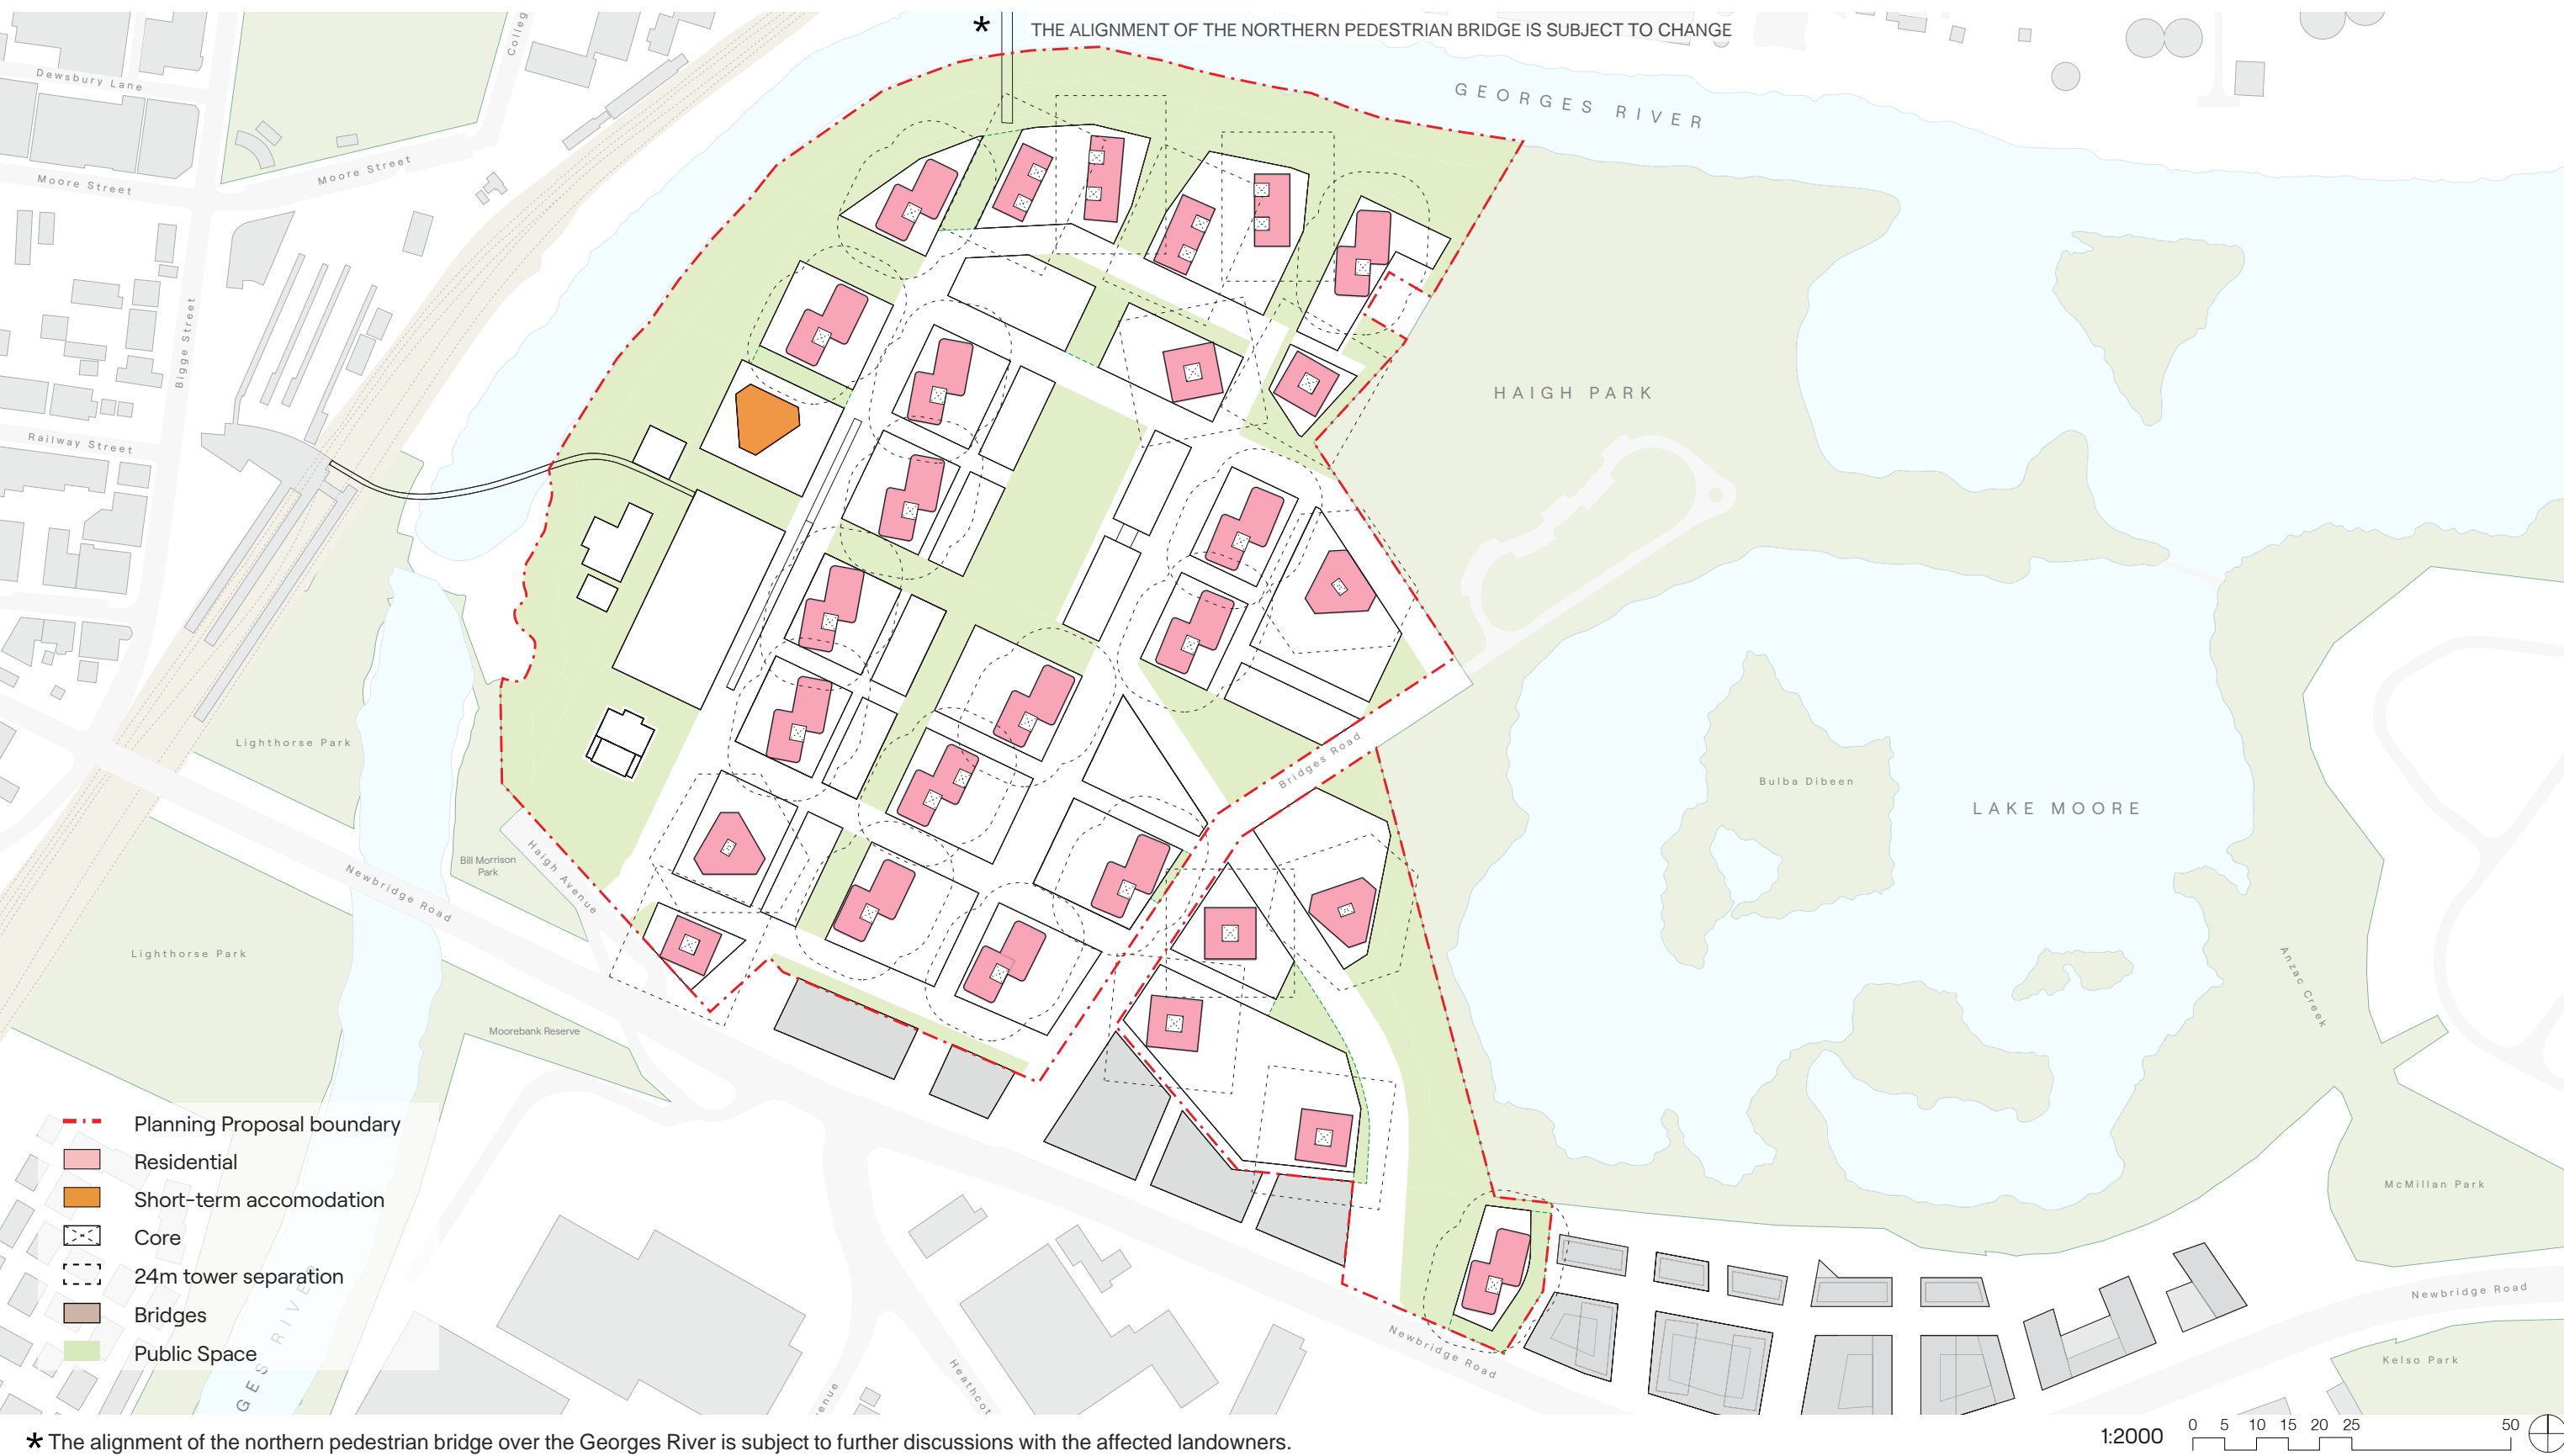 * THE ALIGNMENT OF THE NORTHERN PEDESTRIAN BRIDGE IS SUBJECT TO CHANGE
Dewsbury Lane
Moore Street
Moore Street
GEORGES RIVER
Bigge Street
Railway Street
HAIGH PARK
Lighthorse Park
Bridges Road
Bulba Dibeen
LAKE MOORE
Bill Morrison
Park
Haigh Avenue
Newbridge Road
Lighthorse Park
Anzac Creek
Moorebank Reserve
McMillan Park
Newbridge Road
Newbridge Road
Kelso Park
Planning Proposal boundary
Residential
Short-term accomodation
Core
24m tower separation
Bridges
Public Space
RIVER
* The alignment of the northern pedestrian bridge over the Georges River is subject to further discussions with the affected landowners.
1:2000
0 5 10 15 20 25 50